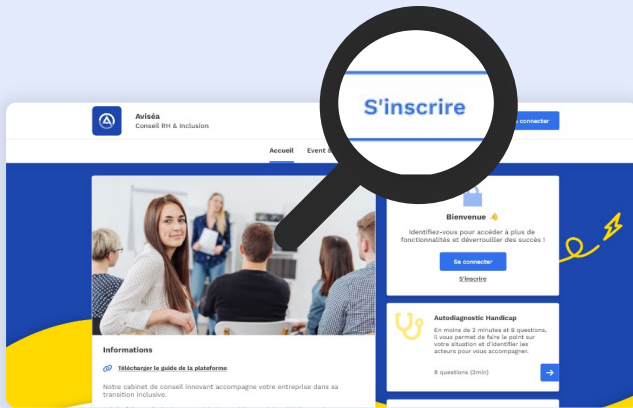 Aviséa
Conseil RH & Inclusion
S'inscrire
connecter
Accueil
Event &
Bienvenue 👋
Identifiez-vous pour accéder à plus de
fonctionnalités et déverrouiller des succès !
Se connecter
S'inscrire
Informations
Télécharger le guide de la plateforme
Notre cabinet de conseil innovant accompagne votre entreprise dans sa
transition inclusive.
Autodiagnostic Handicap
En moins de 2 minutes et 8 questions,
il vous permet de faire le point sur
votre situation et d'identifier les
acteurs pour vous accompagner.
8 questions (2min)